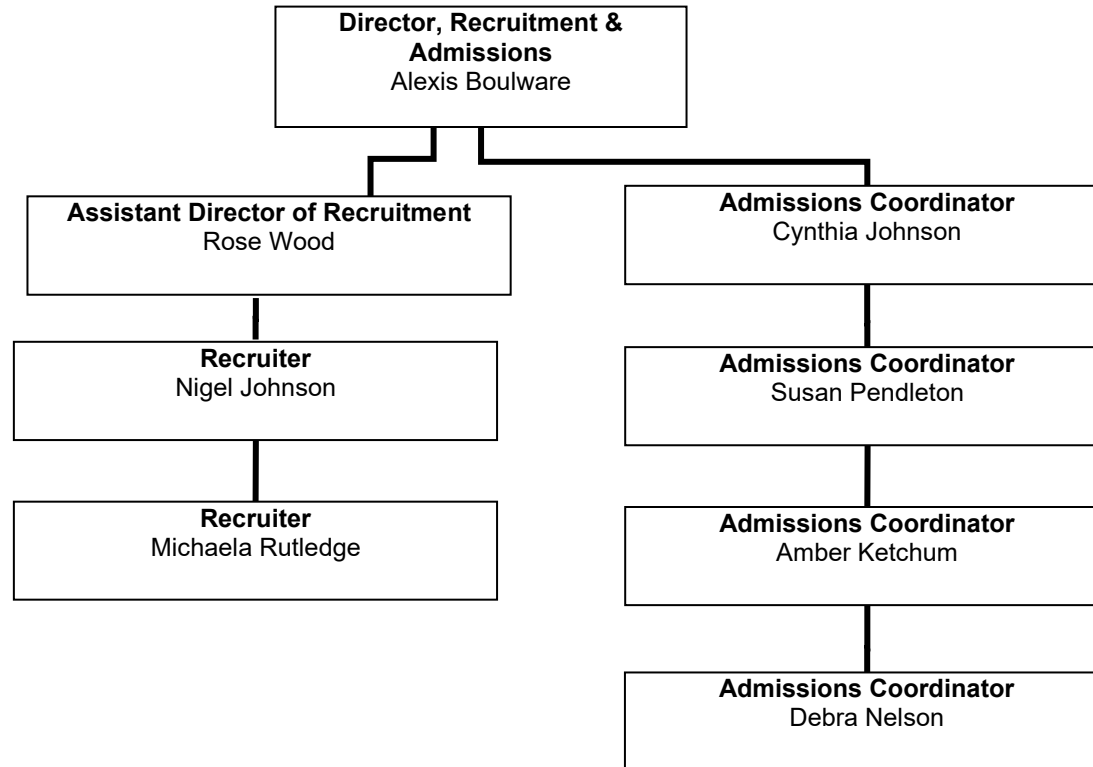 Director, Recruitment &
Admissions
Alexis Boulware
Assistant Director of Recruitment
Rose Wood
Recruiter
Nigel Johnson
Recruiter
Michaela Rutledge
Admissions Coordinator
Cynthia Johnson
Admissions Coordinator
Susan Pendleton
Admissions Coordinator
Amber Ketchum
Admissions Coordinator
Debra Nelson